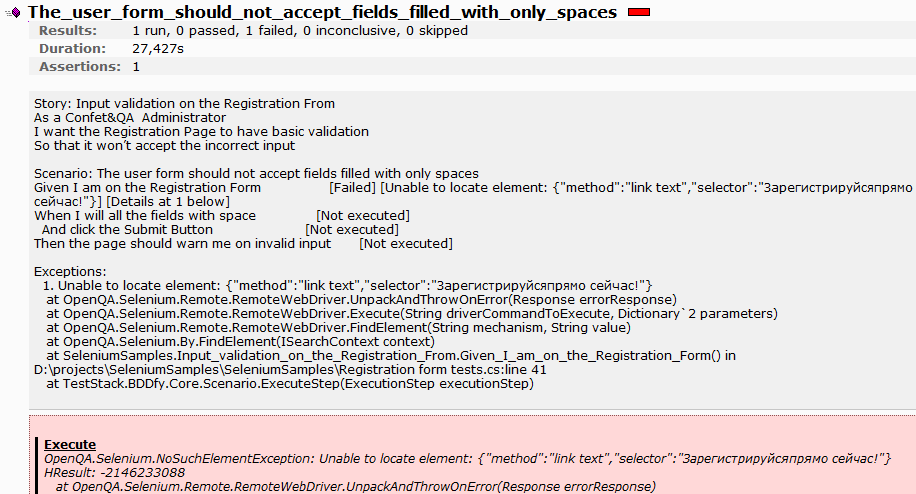 The_user_form_should_not_accept_fields_filled_with_only_spaces
Results: 1 run, 0 passed, 1 failed, 0 inconclusive, 0 skipped
Duration: 27,427s
Assertions: 1
Story: Input validation on the Registration From
As a Confet&QA  Administrator
I want the Registration Page to have basic validation
So that it won't accept the incorrect input
Scenario: The user form should not accept fields filled with only spaces
Given I am on the Registration Form [Failed] [Unable to locate element: {"method":"link text","selector":"Зарегистрируйсяпрямо
сейчас!"}] [Details at 1 below]
When I will all the fields with space [Not executed]
And click the Submit Button [Not executed]
Then the page should warn me on invalid input [Not executed]
Exceptions:
1. Unable to locate element: {"method":"link text","selector":"Зарегистрируйсяпрямо сейчас!"}
at OpenQA.Selenium.Remote.RemoteWebDriver.UnpackAndThrowOnError(Response errorResponse)
at OpenQA.Selenium.Remote.RemoteWebDriver.Execute(String driverCommandToExecute, Dictionary`2 parameters)
at OpenQA.Selenium.Remote.RemoteWebDriver.FindElement(String mechanism, String value)
at OpenQA.Selenium.By.FindElement(ISearchContext context)
at SeleniumSamples.Input_validation_on_the_Registration_From.Given_I_am_on_the_Registration_Form() in
D:\projects\SeleniumSamples\SeleniumSamples\Registration form tests.cs:line 41
at TestStack.BDDfy.Core.Scenario.ExecuteStep(ExecutionStep executionStep)
Execute
OpenQA.Selenium.NoSuchElementException: Unable to locate element: {"method":"link text","selector":"Зарегистрируйсяпрямо сейчас!"}
HResult: -2146233088
at OpenQA.Selenium.Remote.RemoteWebDriver.UnpackAndThrowOnError(Response errorResponse)